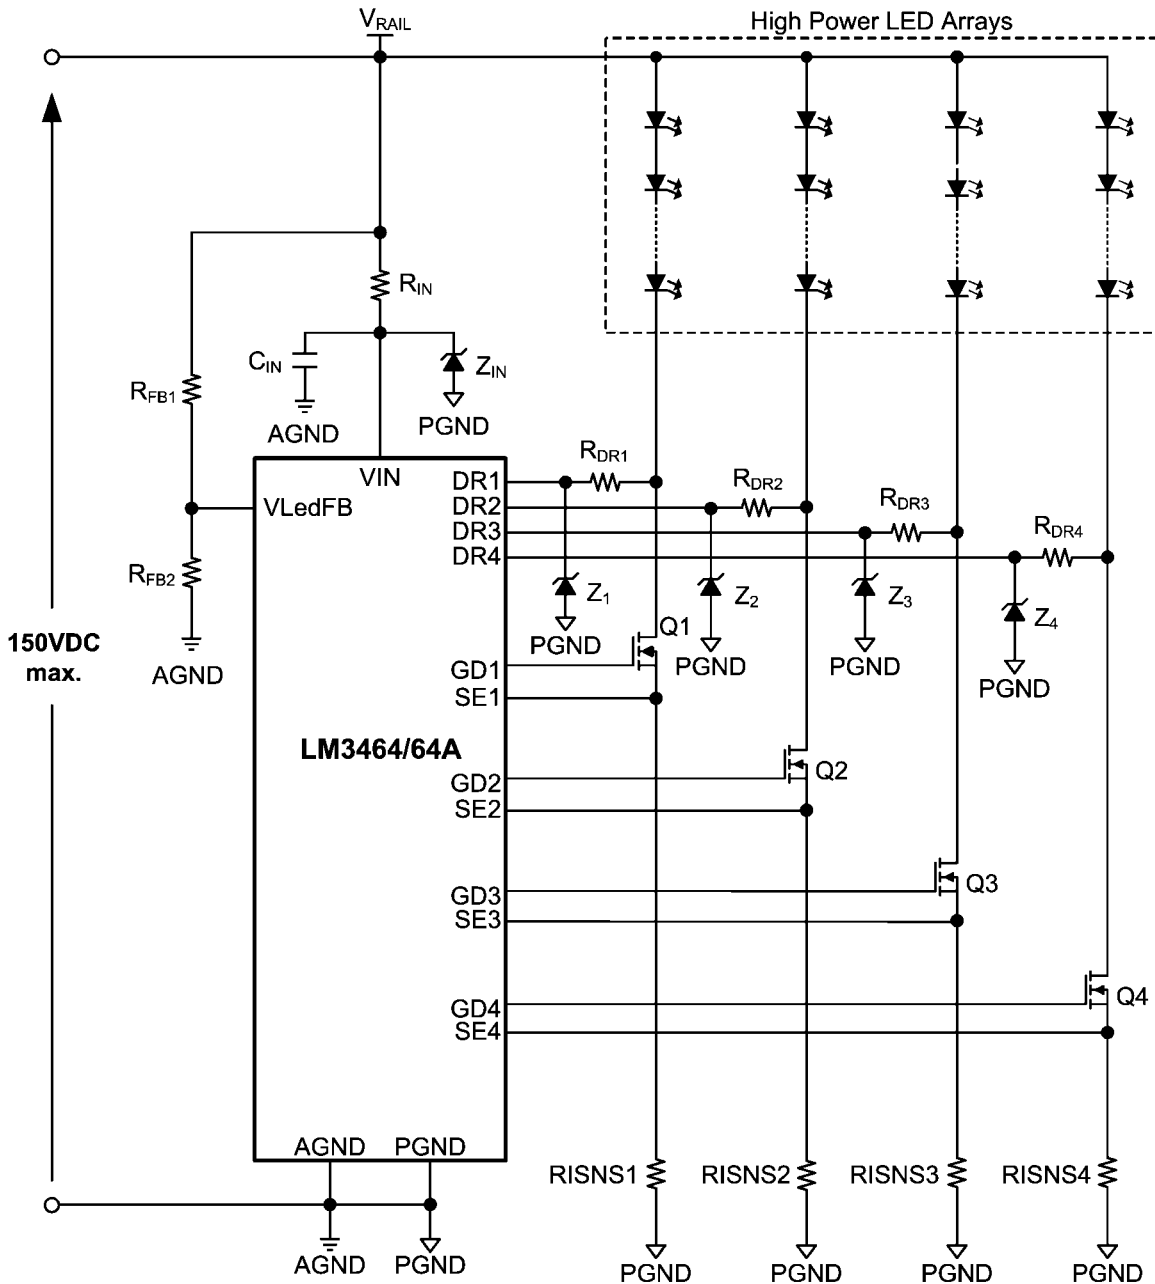 VRAIL
High Power LED Arrays
RIN
CIN
ZIN
RFB1
AGND
PGND
VIN
VLedFB
DR1
DR2
DR3
DR4
RDR1
RDR2
RDR3
RDR4
RFB2
AGND
150VDC
max.
Z1
Z2
Z3
Z4
PGND
PGND
PGND
PGND
Q1
GD1
SE1
LM3464/64A
Q2
GD2
SE2
Q3
GD3
SE3
Q4
GD4
SE4
AGND
PGND
RISNS1
RISNS2
RISNS3
RISNS4
AGND
PGND
PGND
PGND
PGND
PGND